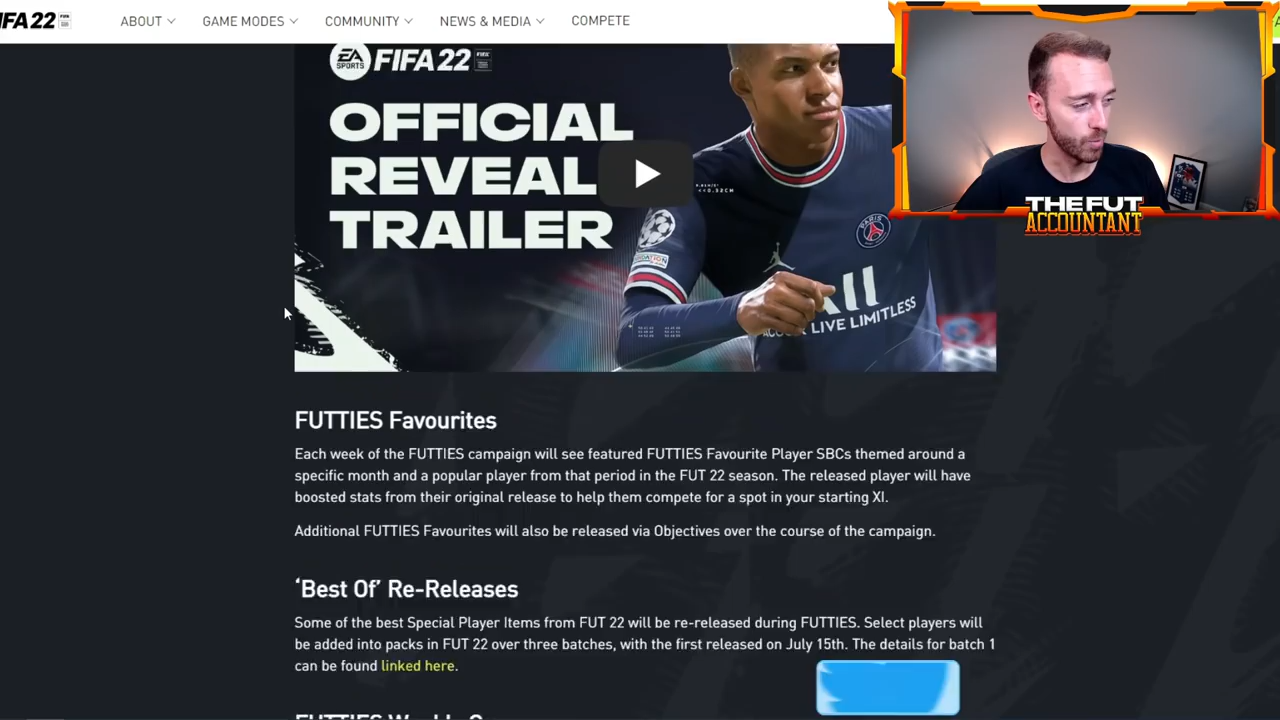 IFA 22
ABOUT
GAME MODES
COMMUNITY
NEWS & MEDIA
COMPETE
EA
SPORTS
FIFA 22
OFFICIAL
REVEAL
TRAILER
PARIS
ALL
LIVE LIMITLESS
THE FUT
ACCOUNTANT
FUTTIES Favourites
Each week of the FUTTIES campaign will see featured FUTTIES Favourite Player SBCs themed around a
specific month and a popular player from that period in the FUT 22 season. The released player will have
boosted stats from their original release to help them compete for a spot in your starting XI.
Additional FUTTIES Favourites will also be released via Objectives over the course of the campaign.
‘Best Of’ Re-Releases
Some of the best Special Player Items from FUT 22 will be re-released during FUTTIES. Select players will
be added into packs in FUT 22 over three batches, with the first released on July 15th. The details for batch 1
can be found linked here.